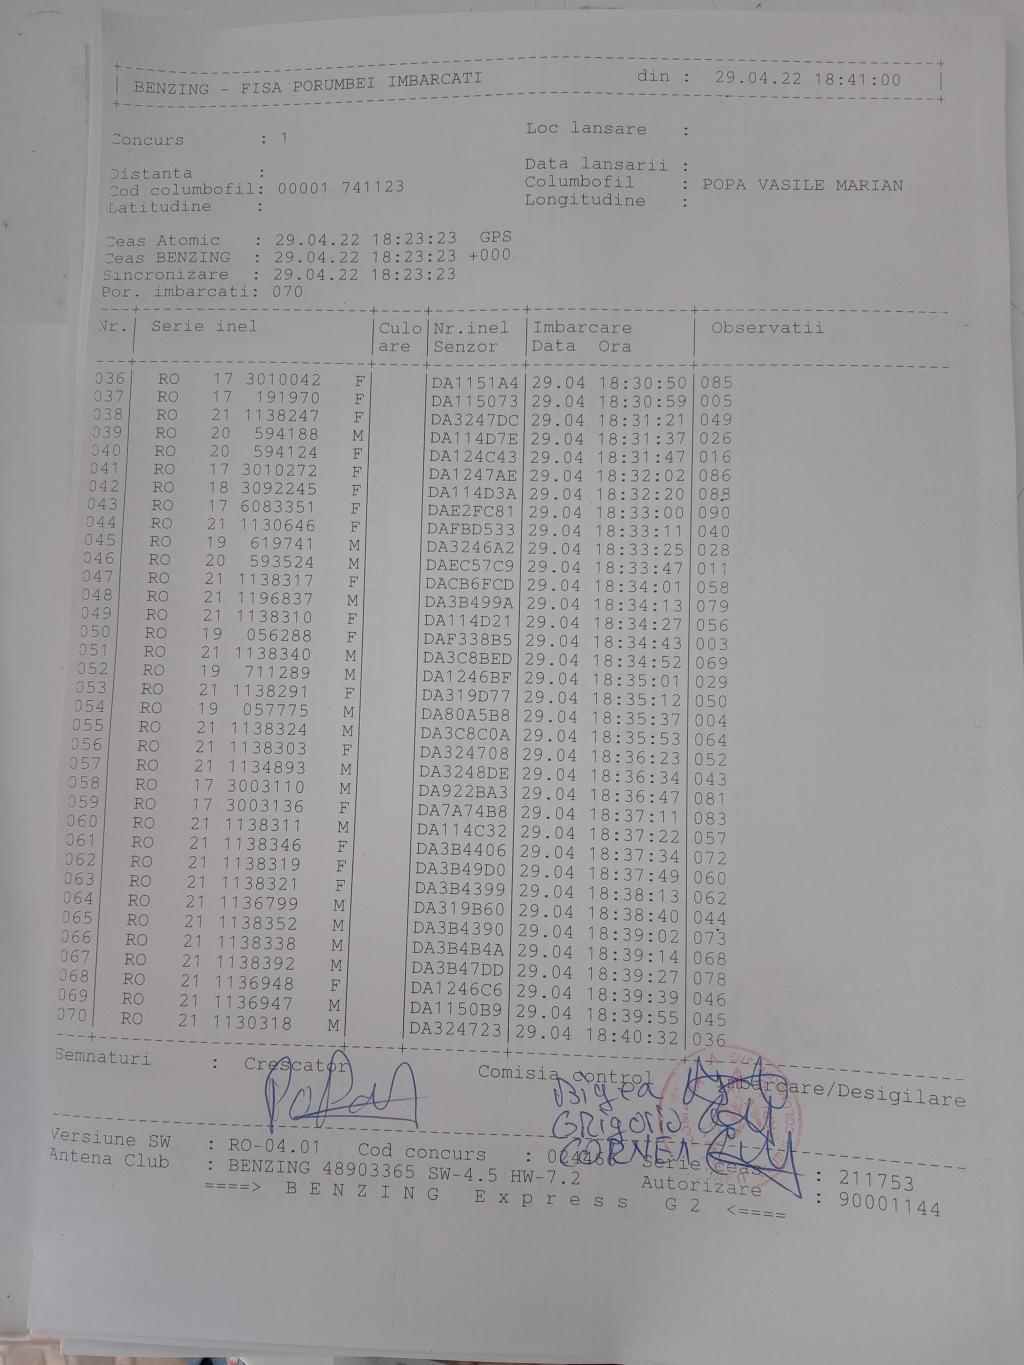 BENZING - FISA PORUMBEI IMBARCATI din : 29.04.22 18:41:00
Concurs : 1 Loc lansare :
Distanta : Data lansarii :
Cod columbofil: 00001 741123 Columbofil : POPA VASILE MARIAN
Latitudine : Longitudine :
Ceas Atomic : 29.04.22 18:23:23 GPS
Ceas BENZING : 29.04.22 18:23:23 +000
Sincronizare : 29.04.22 18:23:23
Por. imbarcati: 070
Nr. Serie inel Culo Nr.inel Imbarcare Observatii
are Senzor Data Ora
036 RO 17 3010042 F DA1151A4 29.04 18:30:50 085
037 RO 17 191970 F DA115073 29.04 18:30:59 005
038 RO 21 1138247 F DA3247DC 29.04 18:31:21 049
039 RO 20 594188 M DA114D7E 29.04 18:31:37 026
040 RO 20 594124 F DA124C43 29.04 18:31:47 016
041 RO 17 3010272 F DA1247AE 29.04 18:32:02 086
042 RO 18 3092245 F DA114D3A 29.04 18:32:20 088
043 RO 17 6083351 F DAE2FC81 29.04 18:33:00 090
044 RO 21 1130646 F DAFBD533 29.04 18:33:11 040
045 RO 19 619741 M DA3246A2 29.04 18:33:25 028
046 RO 20 593524 M DAEC57C9 29.04 18:33:47 011
047 RO 21 1138317 F DACB6FCD 29.04 18:34:01 058
048 RO 21 1196837 M DA3B499A 29.04 18:34:13 079
049 RO 21 1138310 F DA114D21 29.04 18:34:27 056
050 RO 19 056288 F DAF338B5 29.04 18:34:43 003
051 RO 21 1138340 M DA3C8BED 29.04 18:34:52 069
052 RO 19 711289 M DA1246BF 29.04 18:35:01 029
053 RO 21 1138291 F DA319D77 29.04 18:35:12 050
054 RO 19 057775 M DA80A5B8 29.04 18:35:37 004
055 RO 21 1138324 M DA3C8C0A 29.04 18:35:53 064
056 RO 21 1138303 F DA324708 29.04 18:36:23 052
057 RO 21 1134893 M DA3248DE 29.04 18:36:34 043
058 RO 17 3003110 M DA922BA3 29.04 18:36:47 081
059 RO 17 3003136 F DA7A74B8 29.04 18:37:11 083
060 RO 21 1138311 M DA114C32 29.04 18:37:22 057
061 RO 21 1138346 F DA3B4406 29.04 18:37:34 072
062 RO 21 1138319 F DA3B49D0 29.04 18:37:49 060
063 RO 21 1138321 F DA3B4399 29.04 18:38:13 062
064 RO 21 1136799 M DA319B60 29.04 18:38:40 044
065 RO 21 1138352 M DA3B4390 29.04 18:39:02 073
066 RO 21 1138338 M DA3B4B4A 29.04 18:39:14 068
067 RO 21 1138392 M DA3B47DD 29.04 18:39:27 078
068 RO 21 1136948 F DA1246C6 29.04 18:39:39 046
069 RO 21 1136947 M DA1150B9 29.04 18:39:55 045
070 RO 21 1130318 M DA324723 29.04 18:40:32 036
Semnaturi : Crescator Comisia control Imbarcare/Desigilare
Versiune SW : RO-04.01 Cod concurs : Serie ceas : 211753
Antena Club : BENZING 48903365 SW-4.5 HW-7.2 Autorizare : 90001144
====> BENZING Express G2 <====